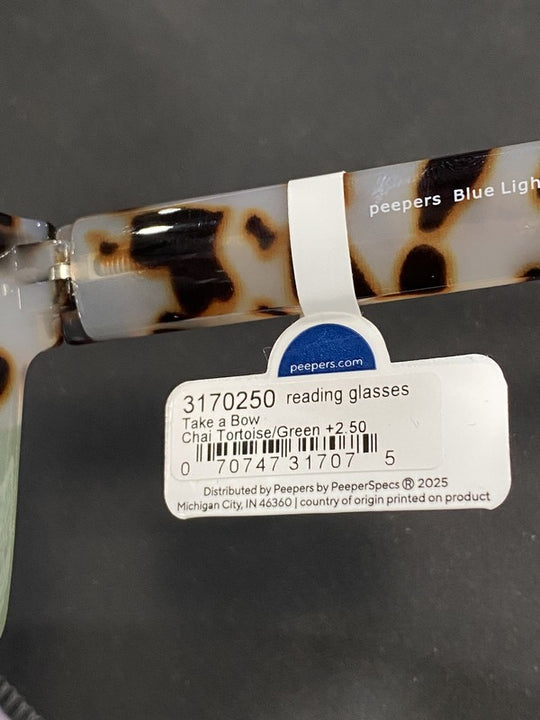 peepers Blue Ligh
peepers.com
3170250 reading glasses
Take a Bow
Chai Tortoise/Green +2.50
0 70747 31707 5
Distributed by Peepers by PeeperSpecs ® 2025
Michigan City, IN 46360 | country of origin printed on product